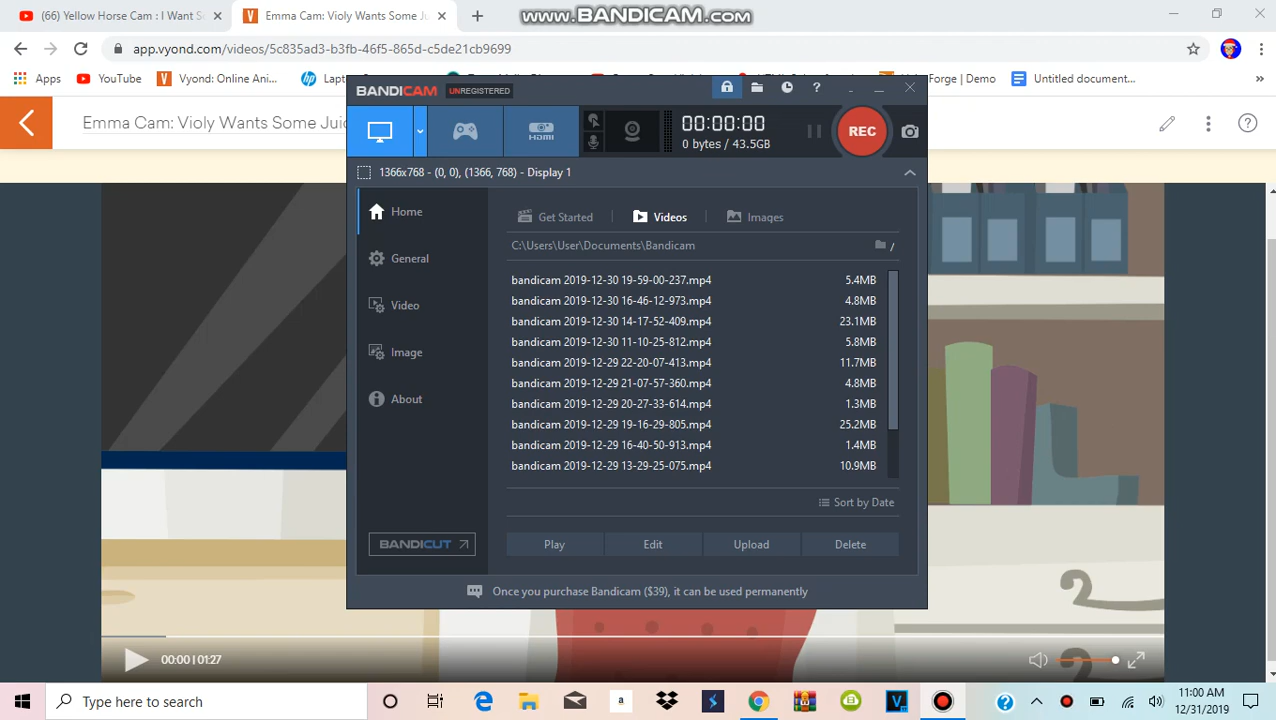 (66) Yellow Horse Cam : I Want S
Emma Cam: Violy Wants Some Jui
www.BANDICAM.com
app.vyond.com/videos/5c835ad3-b3fb-46f5-865d-c5de21cb9699
Apps
YouTube
Vyond: Online Ani...
Lapt
Forge | Demo
Untitled document...
»
Emma Cam: Violy Wants Some Juic
BANDICAM UNREGISTERED
HDMI
00:00:00
0 bytes / 43.5GB
REC
1366x768 - (0, 0), (1366, 768) - Display 1
Home
General
Video
Image
About
BANDICUT
Get Started
Videos
Images
C:\Users\User\Documents\Bandicam
/
bandicam 2019-12-30 19-59-00-237.mp4 5.4MB
bandicam 2019-12-30 16-46-12-973.mp4 4.8MB
bandicam 2019-12-30 14-17-52-409.mp4 23.1MB
bandicam 2019-12-30 11-10-25-812.mp4 5.8MB
bandicam 2019-12-29 22-20-07-413.mp4 11.7MB
bandicam 2019-12-29 21-07-57-360.mp4 4.8MB
bandicam 2019-12-29 20-27-33-614.mp4 1.3MB
bandicam 2019-12-29 19-16-29-805.mp4 25.2MB
bandicam 2019-12-29 16-40-50-913.mp4 1.4MB
bandicam 2019-12-29 13-29-25-075.mp4 10.9MB
Sort by Date
Play
Edit
Upload
Delete
Once you purchase Bandicam ($39), it can be used permanently
00:00 | 01:27
Type here to search
11:00 AM
12/31/2019